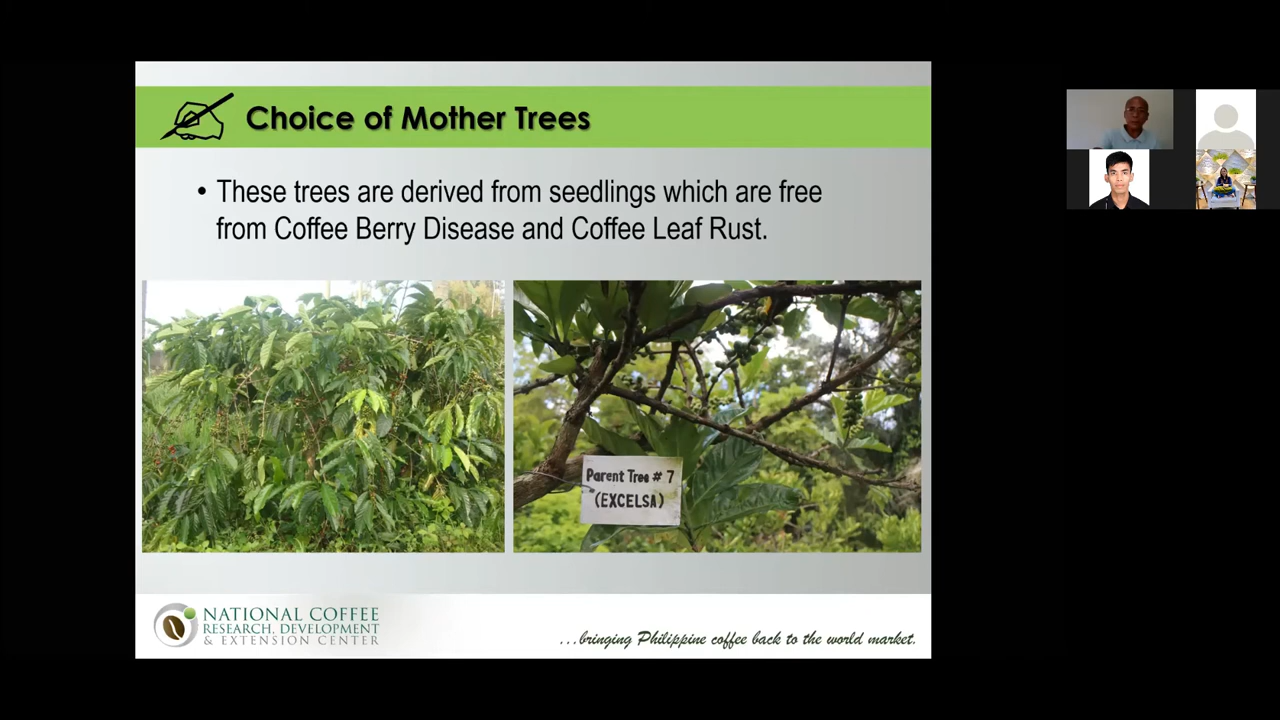 Choice of Mother Trees
• These trees are derived from seedlings which are free
from Coffee Berry Disease and Coffee Leaf Rust.
Parent Tree # 7
(EXCELSA)
NATIONAL COFFEE
RESEARCH, DEVELOPMENT
& EXTENSION CENTER
...bringing Philippine coffee back to the world market.